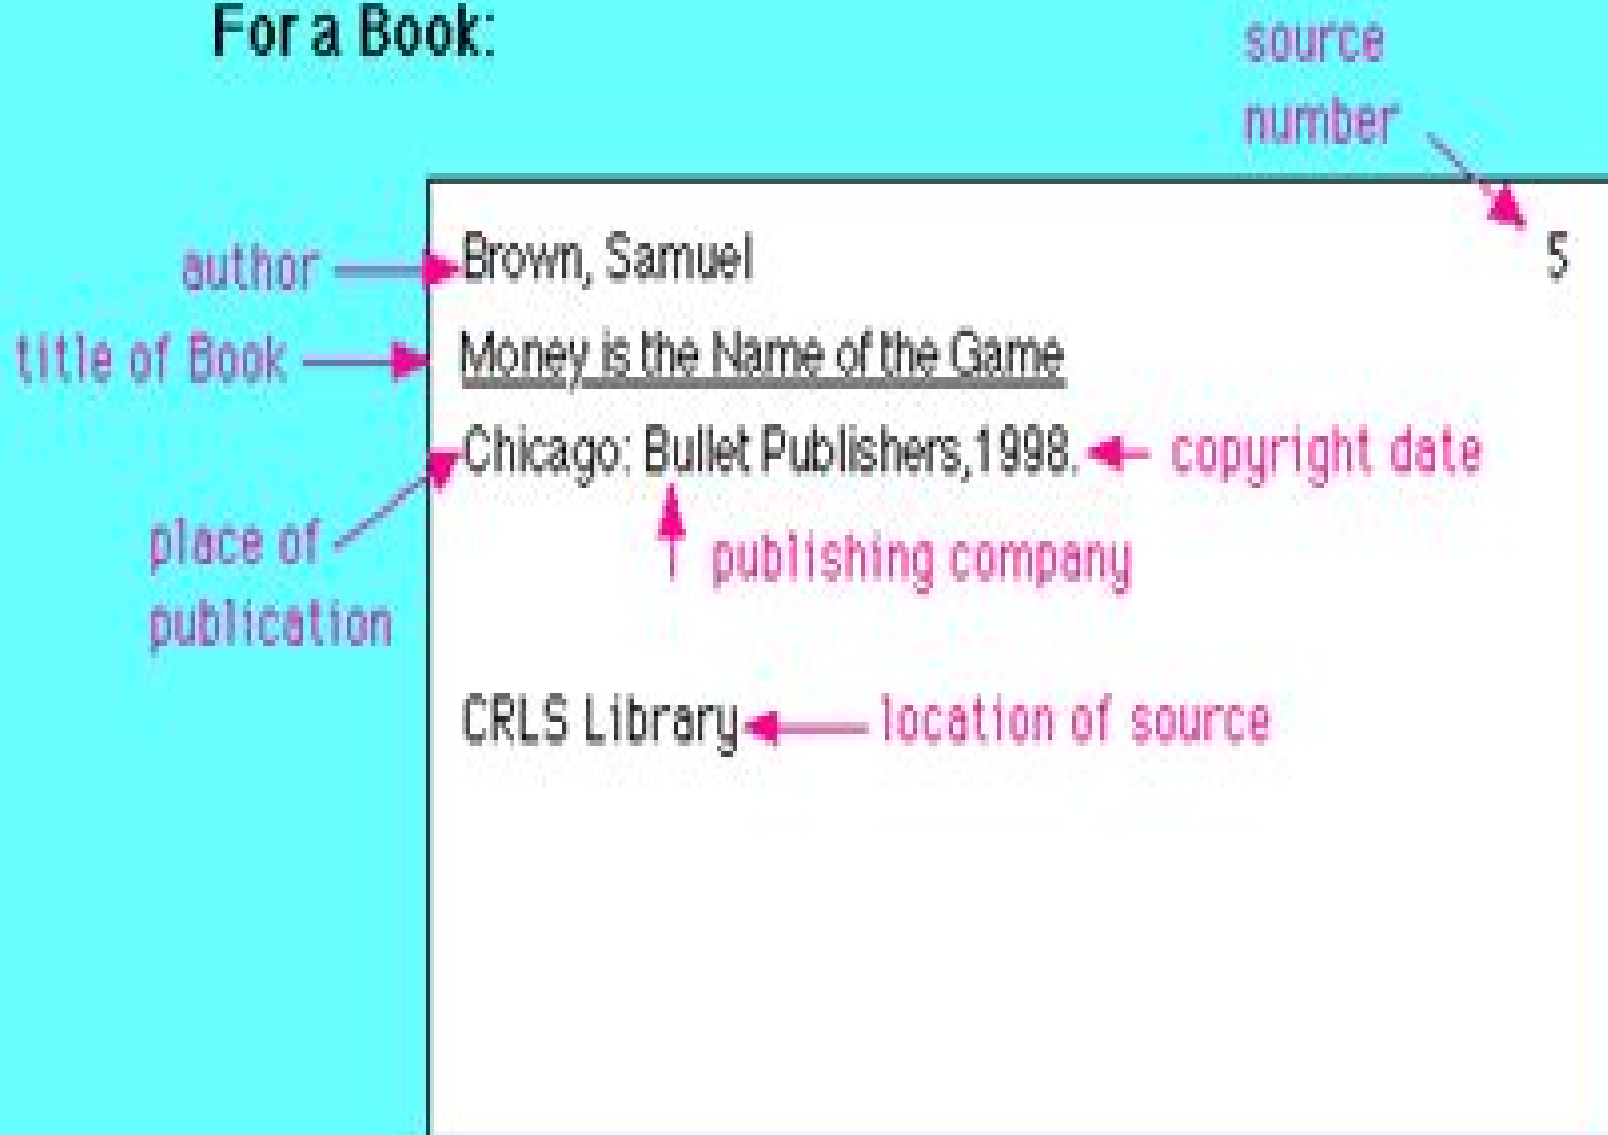 For a Book:
source
number
author
Brown, Samuel
5
title of Book
Money is the Name of the Game
Chicago: Bullet Publishers,1998.
copyright date
place of
publication
publishing company
CRLS Library
location of source